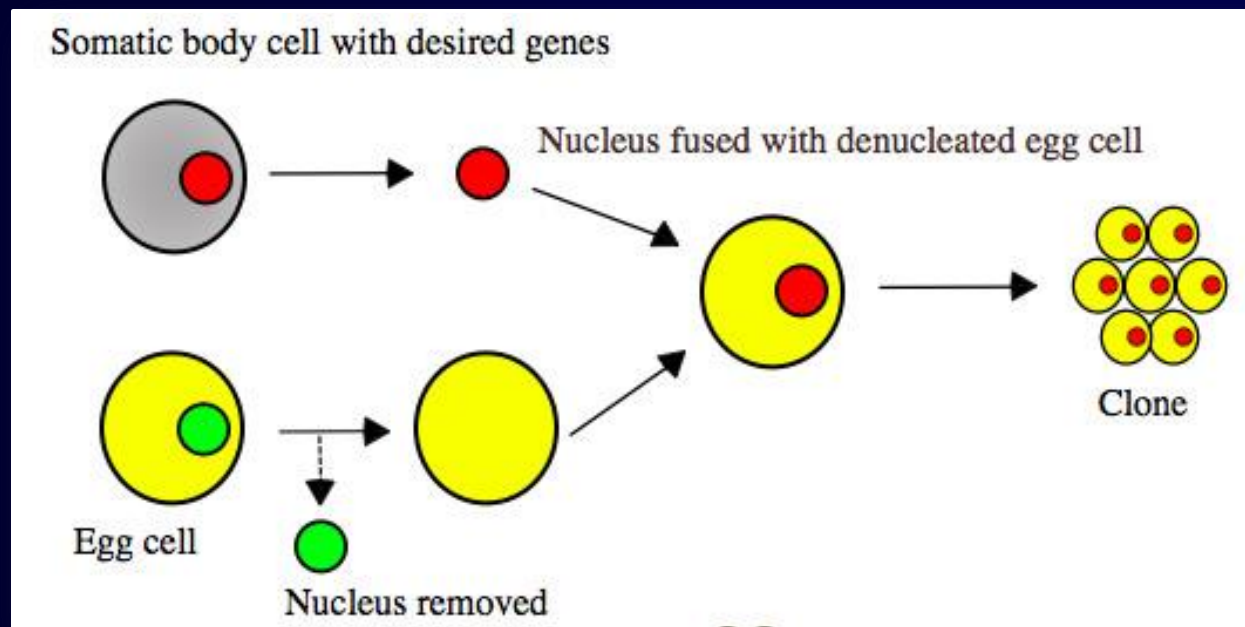 Somatic body cell with desired genes
Nucleus fused with denucleated egg cell
Clone
Egg cell
Nucleus removed